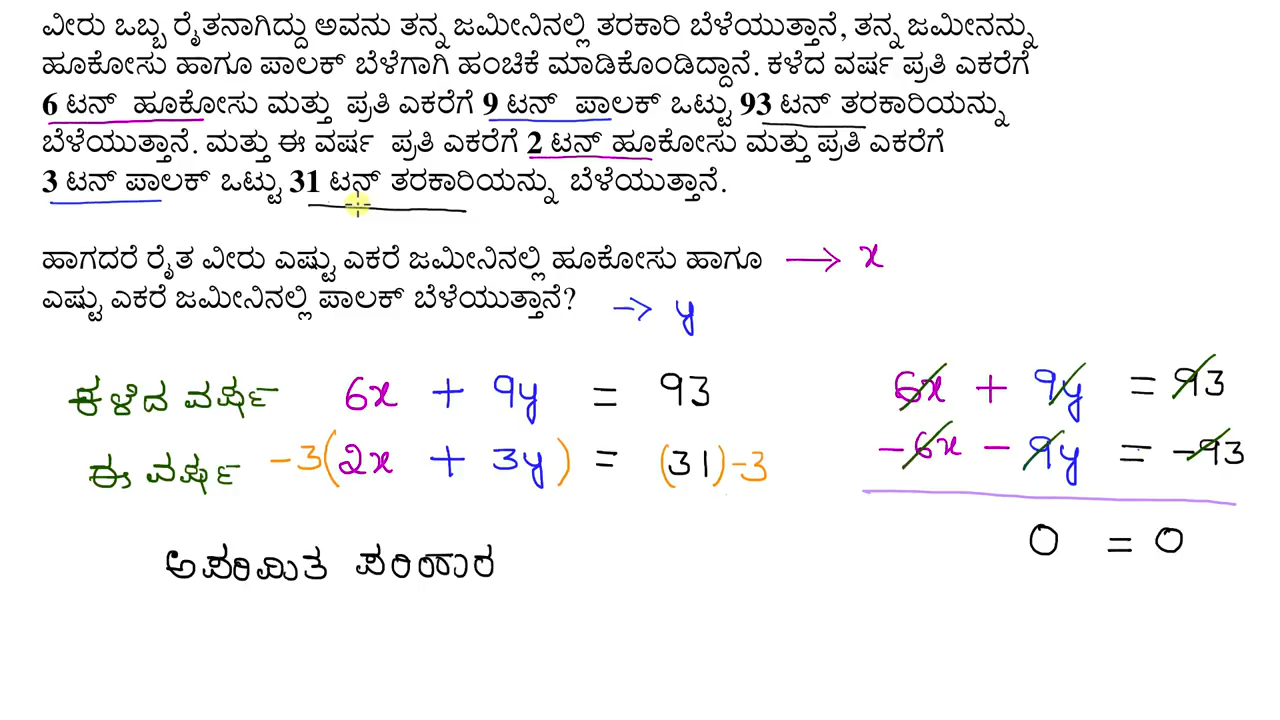 ವೀರು ಒಬ್ಬ ರೈತನಾಗಿದ್ದು ಅವನು ತನ್ನ ಜಮೀನಿನಲ್ಲಿ ತರಕಾರಿ ಬೆಳೆಯುತ್ತಾನೆ, ತನ್ನ ಜಮೀನನ್ನು
ಹೂಕೋಸು ಹಾಗೂ ಪಾಲಕ್ ಬೆಳೆಗಾಗಿ ಹಂಚಿಕೆ ಮಾಡಿಕೊಂಡಿದ್ದಾನೆ. ಕಳೆದ ವರ್ಷ ಪ್ರತಿ ಎಕರೆಗೆ
6 ಟನ್ ಹೂಕೋಸು ಮತ್ತು ಪ್ರತಿ ಎಕರೆಗೆ 9 ಟನ್ ಪಾಲಕ್ ಒಟ್ಟು 93 ಟನ್ ತರಕಾರಿಯನ್ನು
ಬೆಳೆಯುತ್ತಾನೆ. ಮತ್ತು ಈ ವರ್ಷ ಪ್ರತಿ ಎಕರೆಗೆ 2 ಟನ್ ಹೂಕೋಸು ಮತ್ತು ಪ್ರತಿ ಎಕರೆಗೆ
3 ಟನ್ ಪಾಲಕ್ ಒಟ್ಟು 31 ಟನ್ ತರಕಾರಿಯನ್ನು ಬೆಳೆಯುತ್ತಾನೆ.
ಹಾಗದರೆ ರೈತ ವೀರು ಎಷ್ಟು ಎಕರೆ ಜಮೀನಿನಲ್ಲಿ ಹೂಕೋಸು ಹಾಗೂ → x
ಎಷ್ಟು ಎಕರೆ ಜಮೀನಿನಲ್ಲಿ ಪಾಲಕ್ ಬೆಳೆಯುತ್ತಾನೆ? → y
ಕಳೆದ ವರ್ಷ 6x + 9y = 93 6x + 9y = 93
ಈ ವರ್ಷ -3(2x + 3y) = (31)-3 -6x - 9y = -93
0 = 0
ಅಪರಿಮಿತ ಪರಿಹಾರ